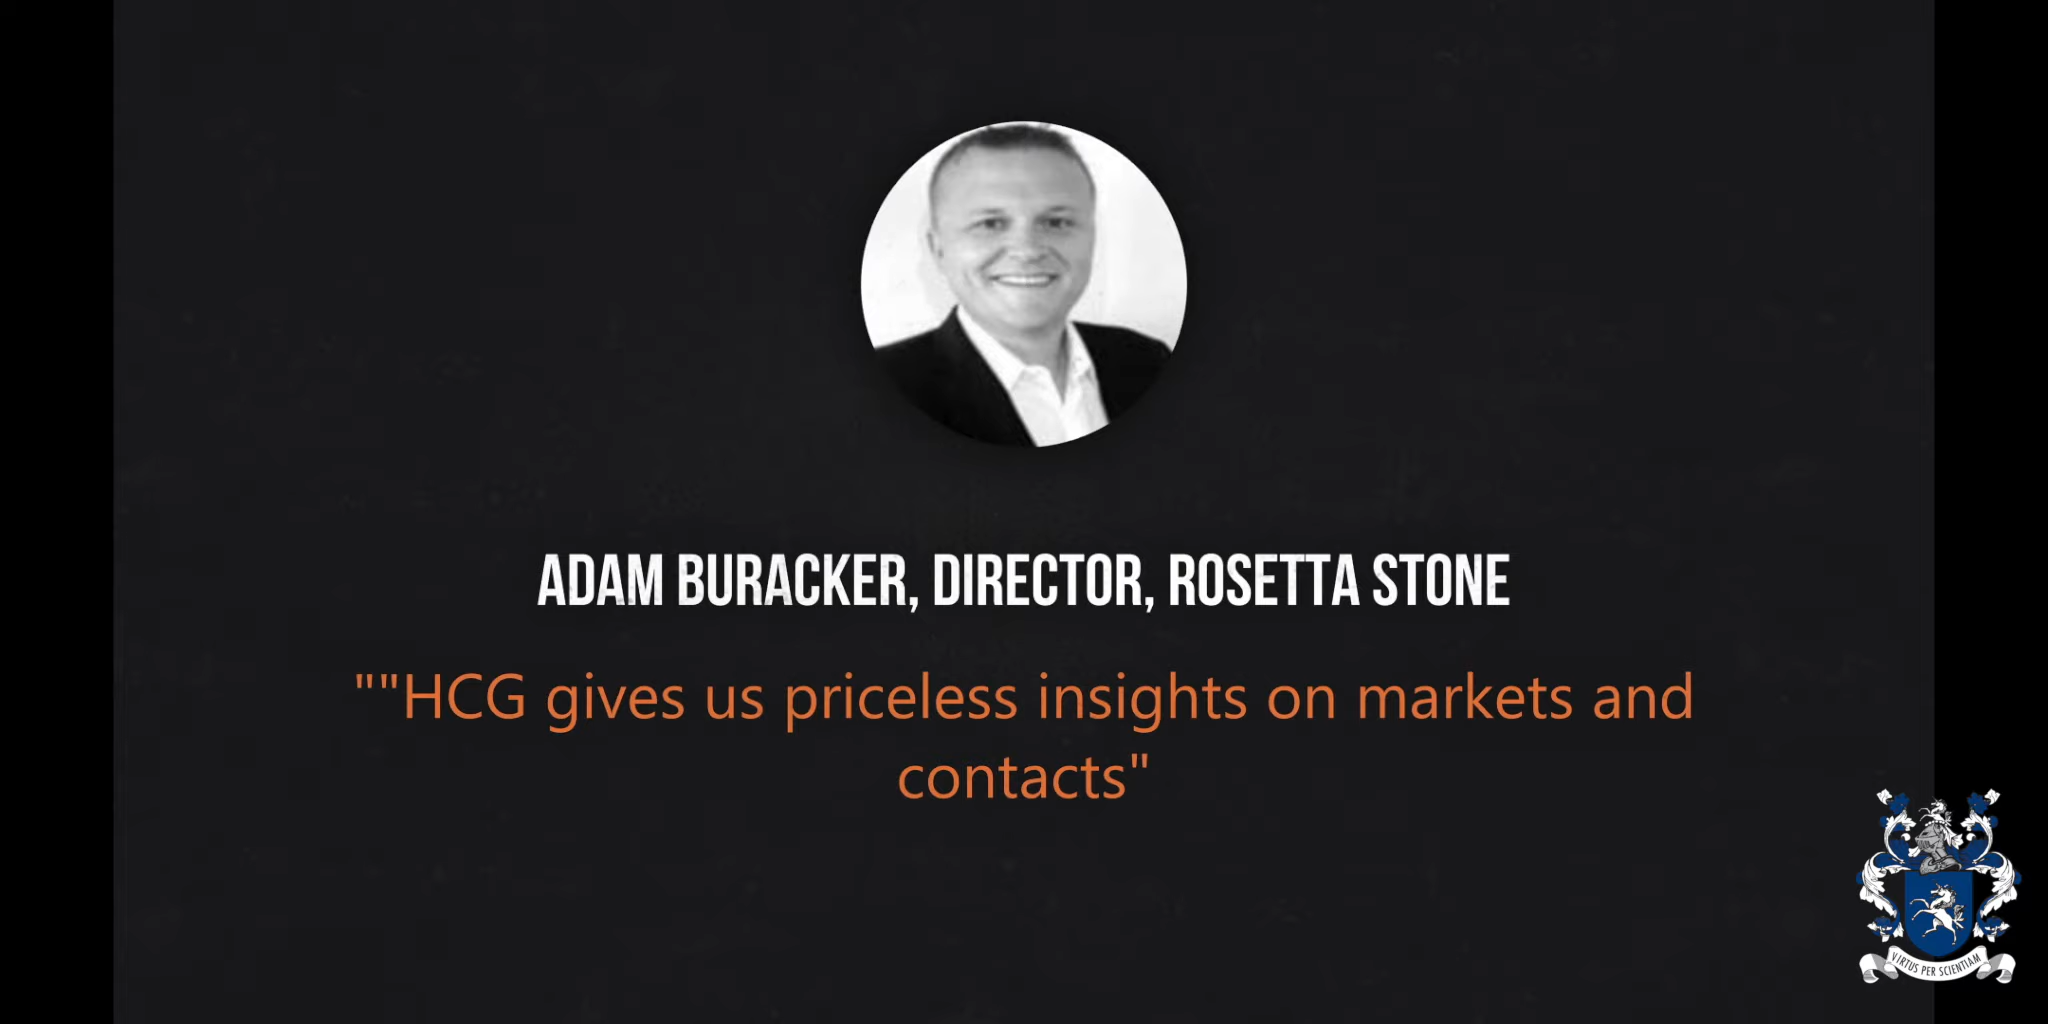 ADAM BURACKER, DIRECTOR, ROSETTA STONE
""HCG gives us priceless insights on markets and
contacts"
VIRTUS PER SCIENTIAM